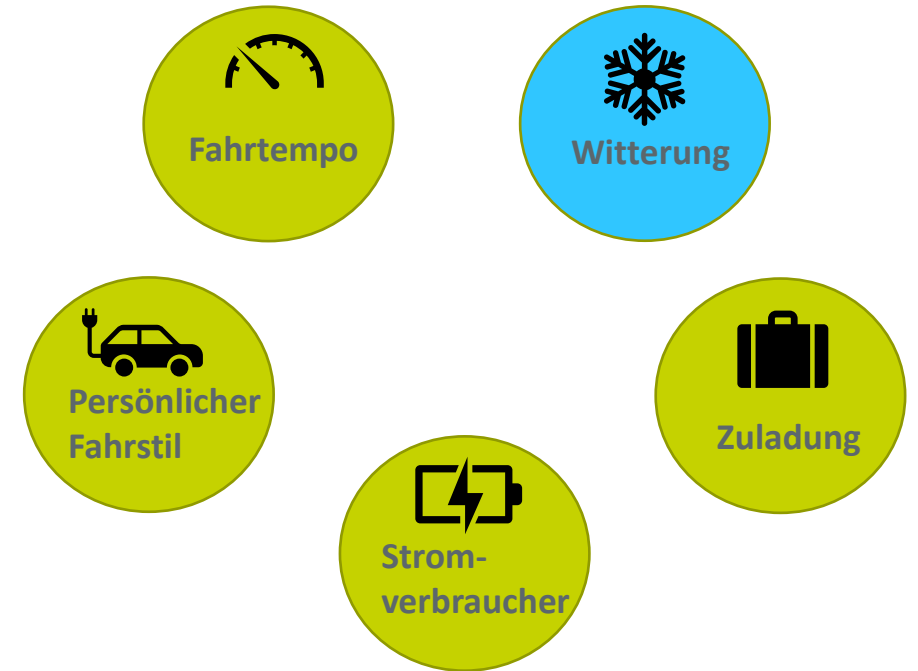 Fahrtempo
Witterung
Persönlicher
Fahrstil
Zuladung
Strom-
verbraucher